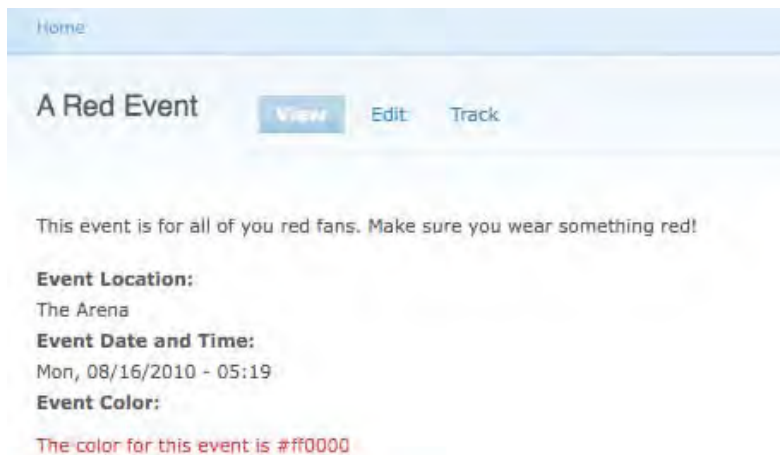 Home
A Red Event View Edit Track
This event is for all of you red fans. Make sure you wear something red!
Event Location:
The Arena
Event Date and Time:
Mon, 08/16/2010 - 05:19
Event Color:
The color for this event is #ff0000